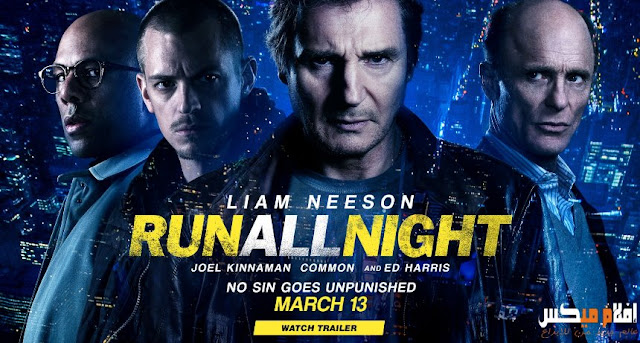 LIAM NEESON
RUN ALL NIGHT
JOEL KINNAMAN COMMON AND ED HARRIS
NO SIN GOES UNPUNISHED
MARCH 13
WATCH TRAILER
افلام ميكس